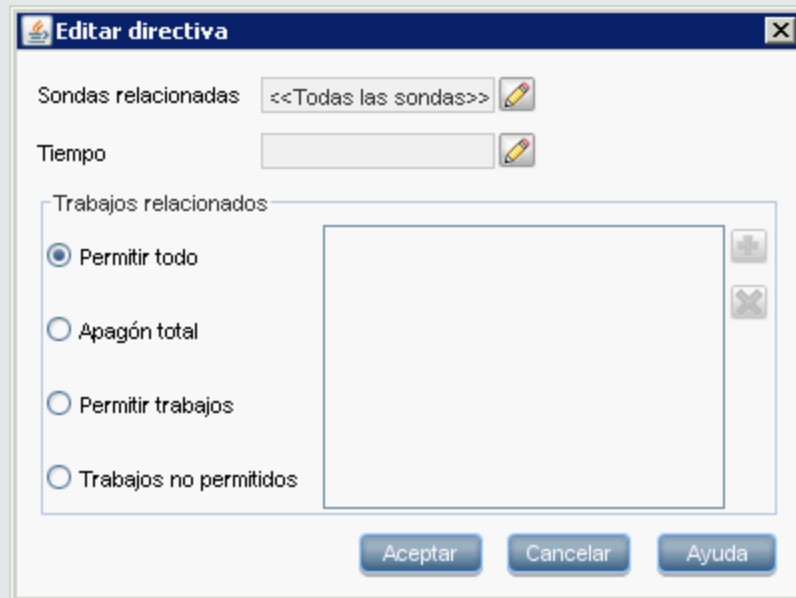 Editar directiva
Sondas relacionadas <<Todas las sondas>>
Tiempo
Trabajos relacionados
Permitir todo
Apagón total
Permitir trabajos
Trabajos no permitidos
Aceptar Cancelar Ayuda